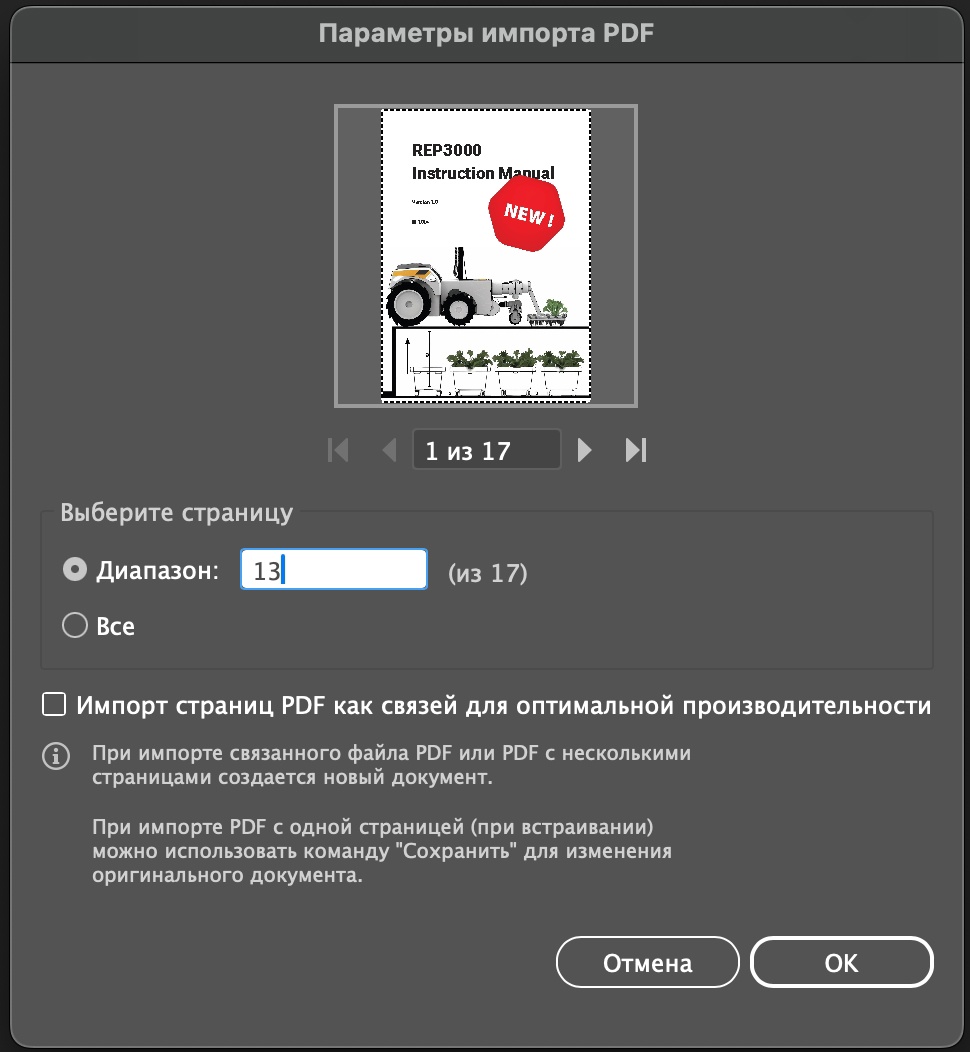 Параметры импорта PDF
REP3000
Instruction Manual
Version 1.0
NEW !
1 из 17
Выберите страницу
Диапазон: 13 (из 17)
Все
Импорт страниц PDF как связей для оптимальной производительности
При импорте связанного файла PDF или PDF с несколькими
страницами создается новый документ.
При импорте PDF с одной страницей (при встраивании)
можно использовать команду "Сохранить" для изменения
оригинального документа.
Отмена OK